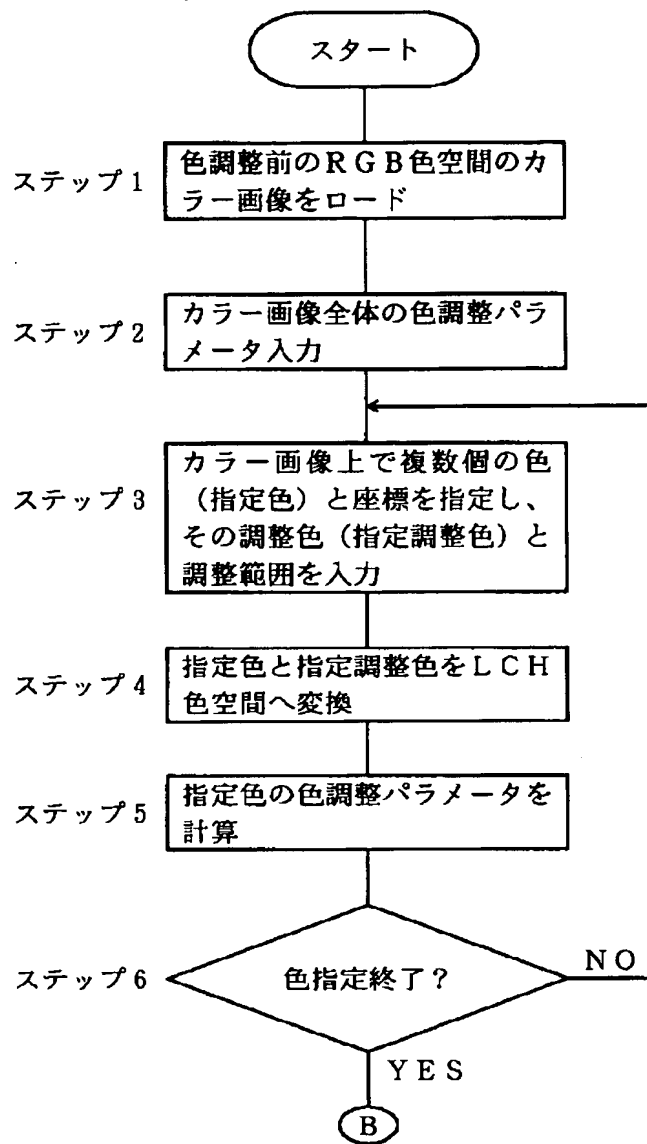 スタート
ステップ1
色調整前のRGB色空間のカ
ラー画像をロード
ステップ2
カラー画像全体の色調整パラ
メータ入力
ステップ3
カラー画像上で複数個の色
(指定色)と座標を指定し、
その調整色(指定調整色)と
調整範囲を入力
ステップ4
指定色と指定調整色をLCH
色空間へ変換
ステップ5
指定色の色調整パラメータを
計算
ステップ6
色指定終了?
NO
YES
B